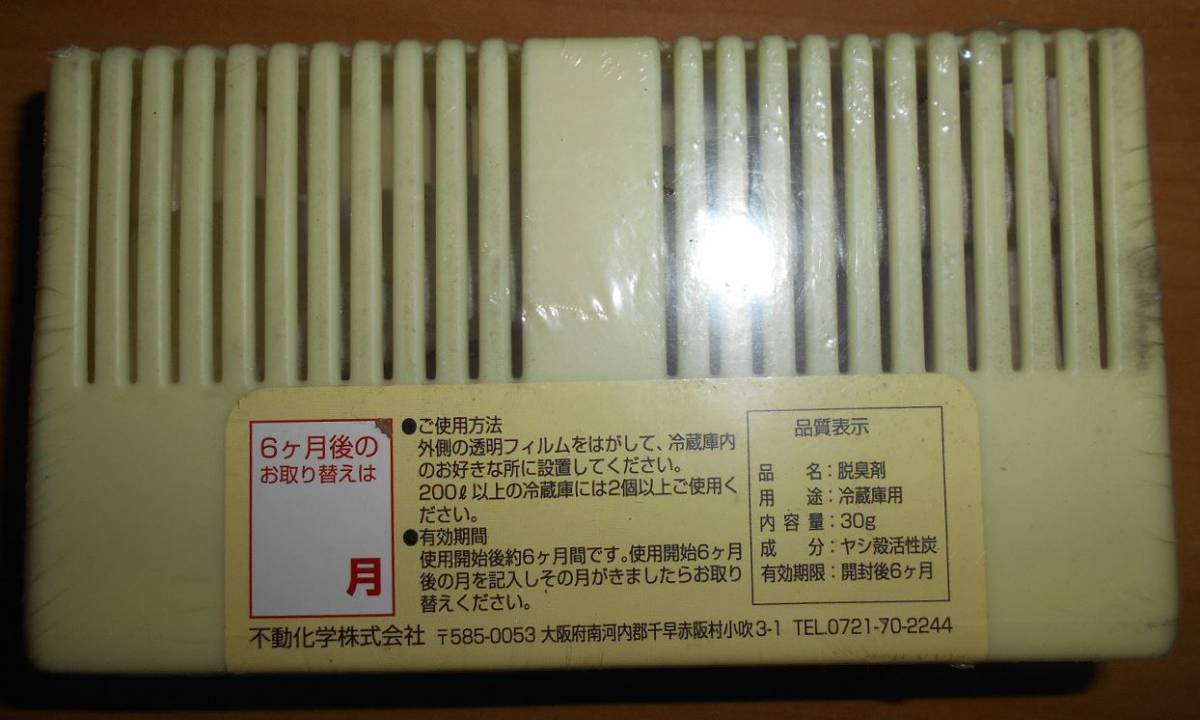 6ヶ月後の
お取り替えは
月
●ご使用方法
外側の透明フィルムをはがして、冷蔵庫内
のお好きな所に設置してください。
200ℓ以上の冷蔵庫には2個以上ご使用く
ださい。
●有効期間
使用開始後約6ヶ月間です。使用開始6ヶ月
後の月を記入しその月がきましたらお取り
替えください。
品質表示
品名：脱臭剤
用途：冷蔵庫用
内容量：30g
成分：ヤシ殻活性炭
有効期限：開封後6ヶ月
不動化学株式会社 〒585-0053 大阪府南河内郡千早赤阪村小吹3-1 TEL.0721-70-2244